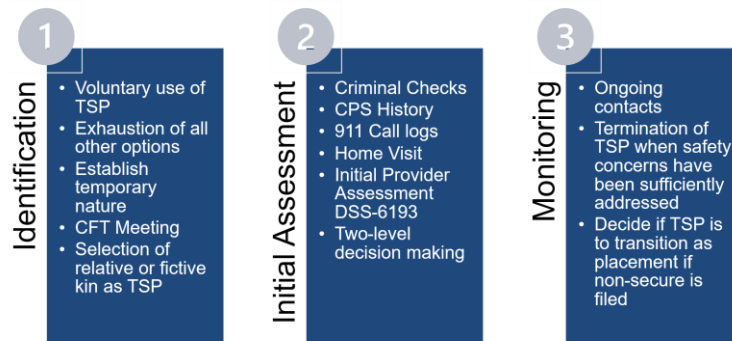 1
Identification
• Voluntary use of
TSP
• Exhaustion of all
other options
• Establish
temporary
nature
• CFT Meeting
• Selection of
relative or fictive
kin as TSP
2
Initial Assessment
• Criminal Checks
• CPS History
• 911 Call logs
• Home Visit
• Initial Provider
Assessment
DSS-6193
• Two-level
decision making
3
Monitoring
• Ongoing
contacts
• Termination of
TSP when safety
concerns have
been sufficiently
addressed
• Decide if TSP is
to transition as
placement if
non-secure is
filed